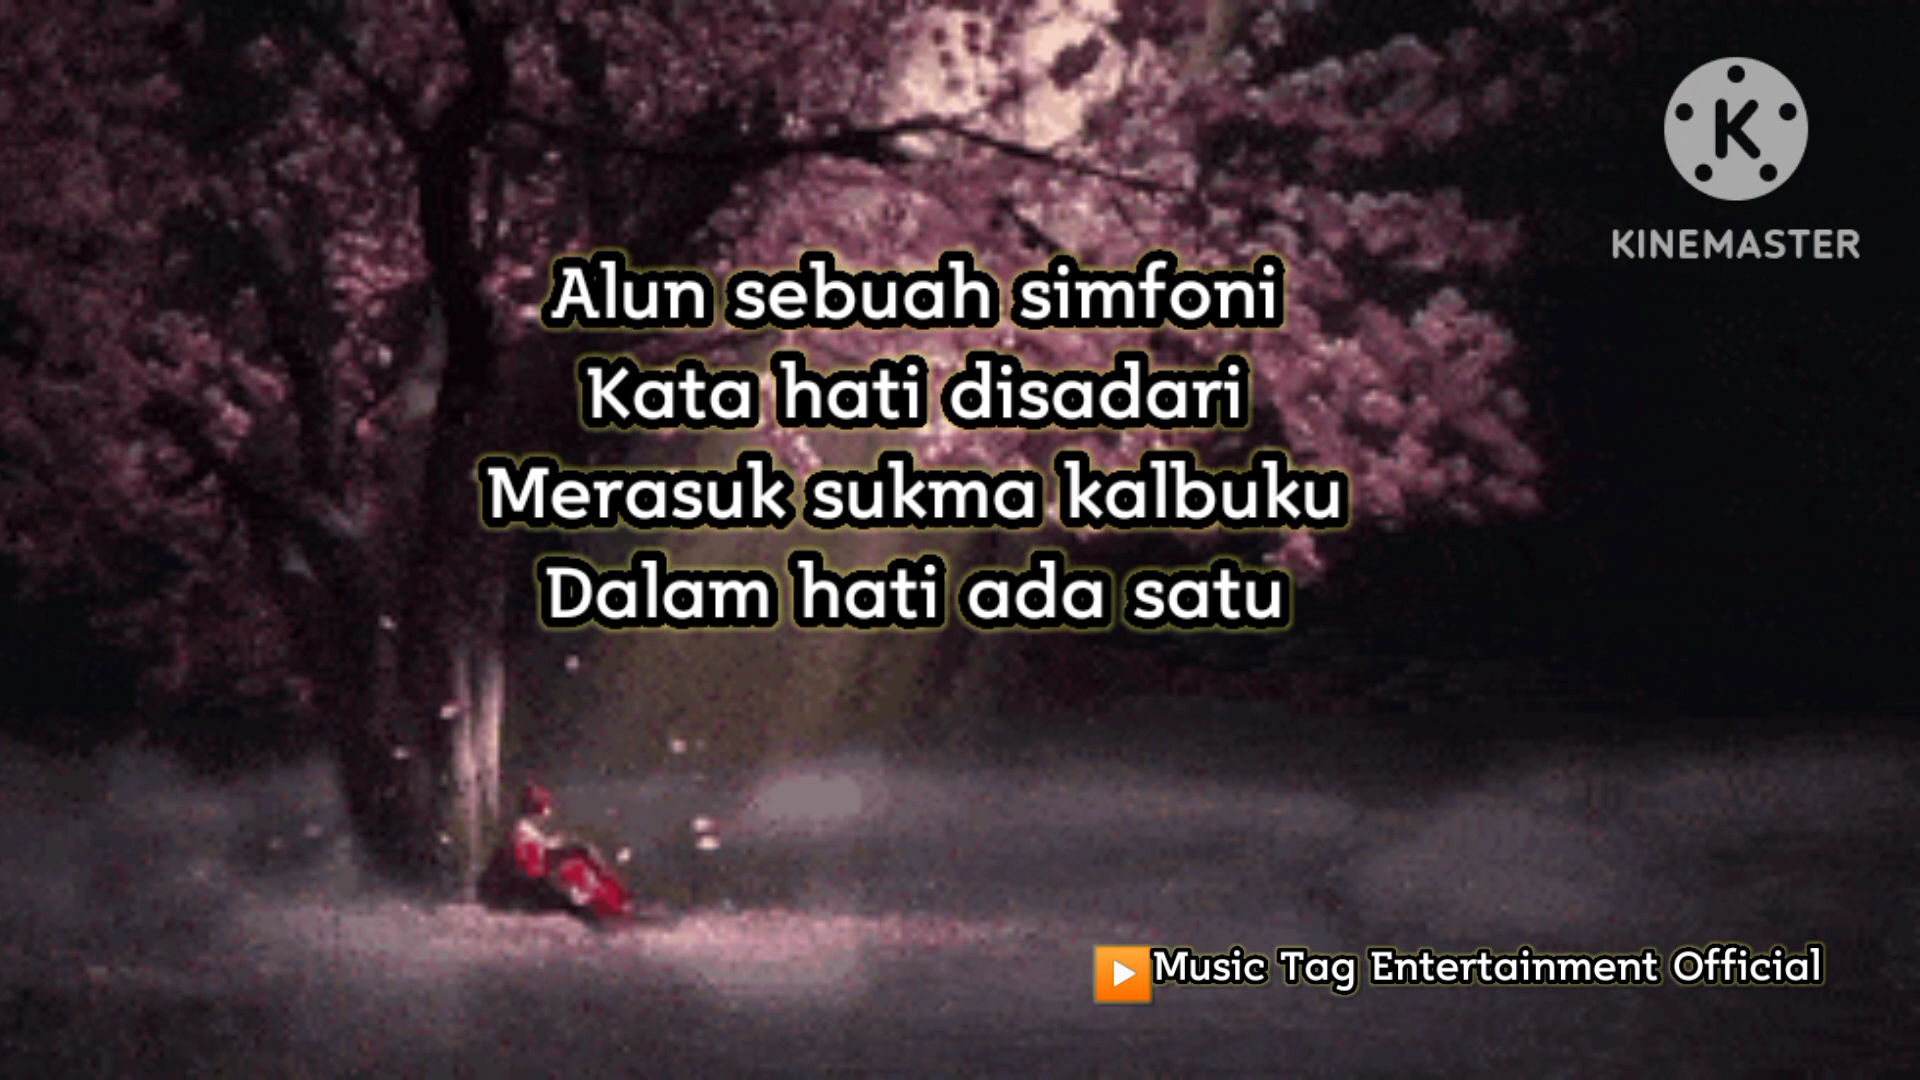 KINEMASTER
Alun sebuah simfoni
Kata hati disadari
Merasuk sukma kalbuku
Dalam hati ada satu
Music Tag Entertainment Official